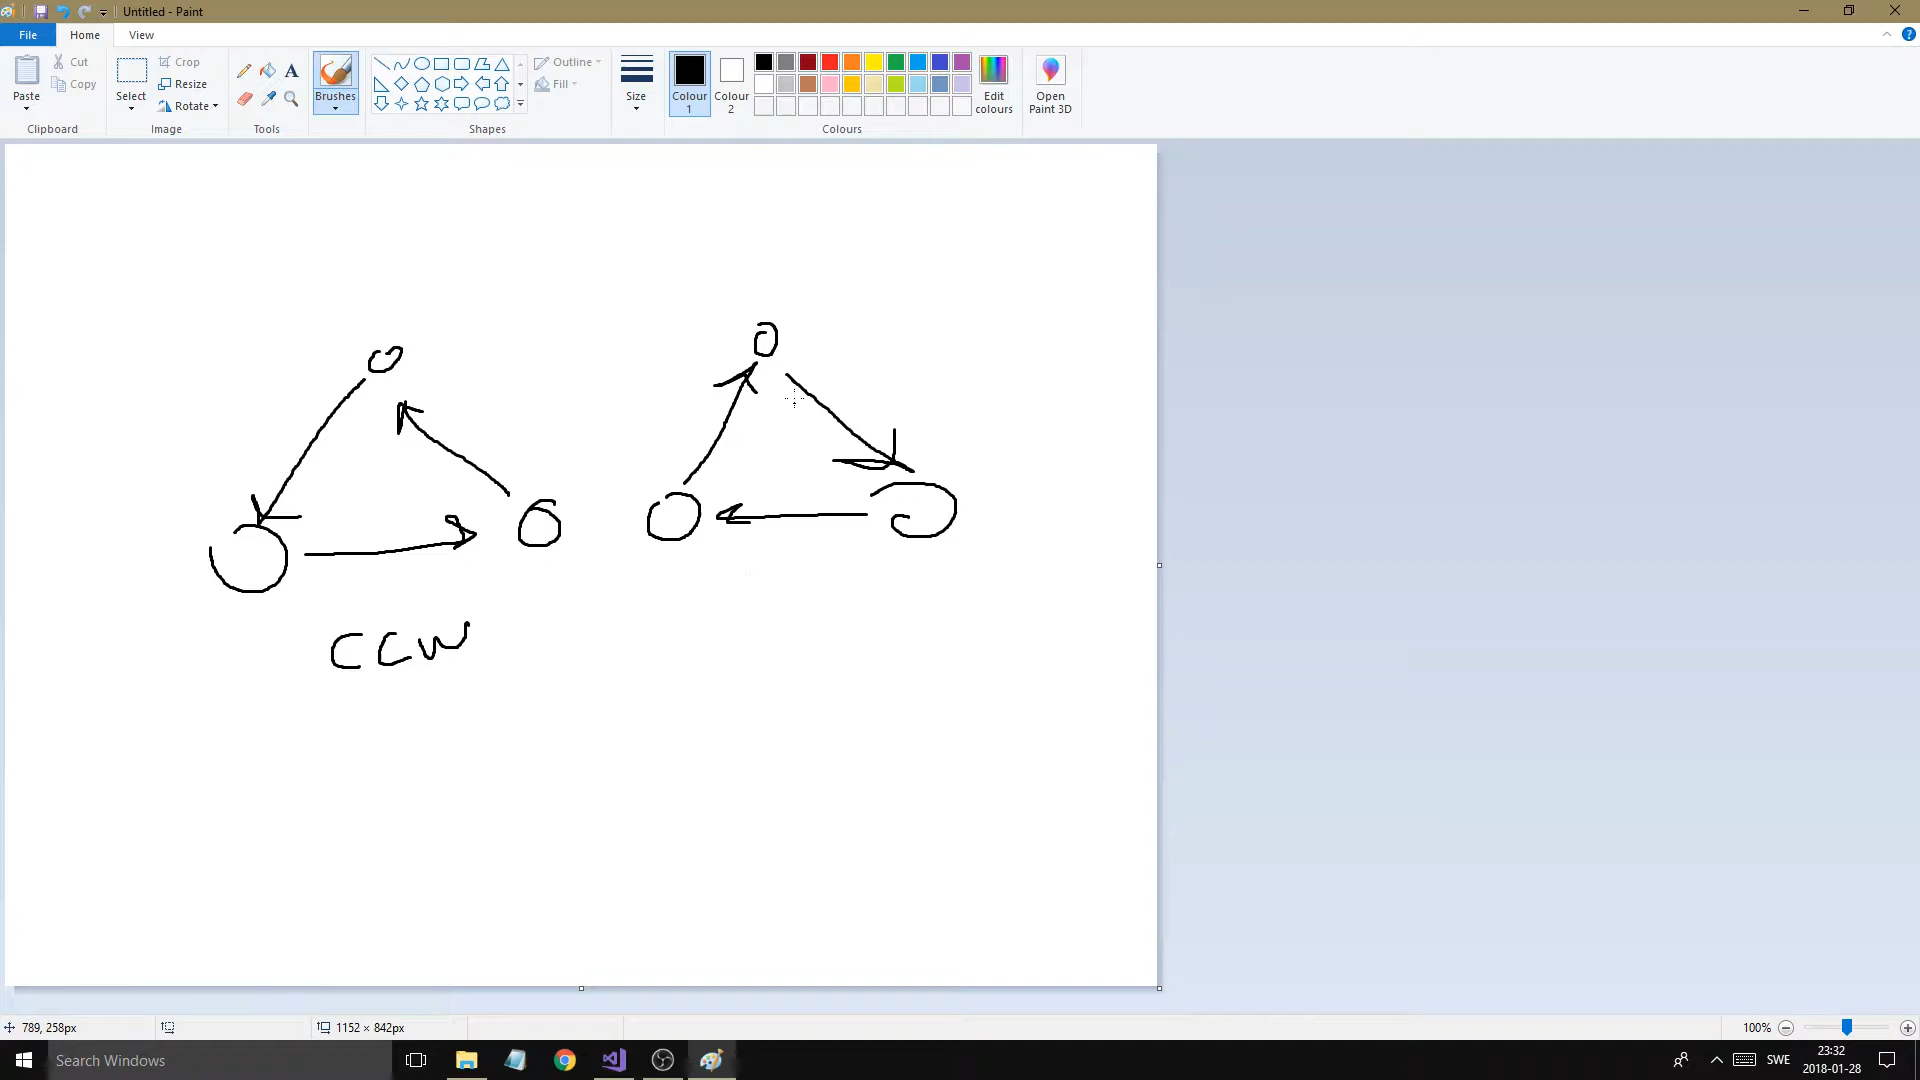 Untitled - Paint
File Home View
Paste
Cut
Copy
Clipboard
Select
Crop
Resize
Rotate
Image
Tools
Brushes
Outline
Fill
Shapes
Size
Colour 1
Colour 2
Edit colours
Colours
Open Paint 3D
CCW
789, 258px
1152 × 842px
100%
Search Windows
SWE
23:32
2018-01-28